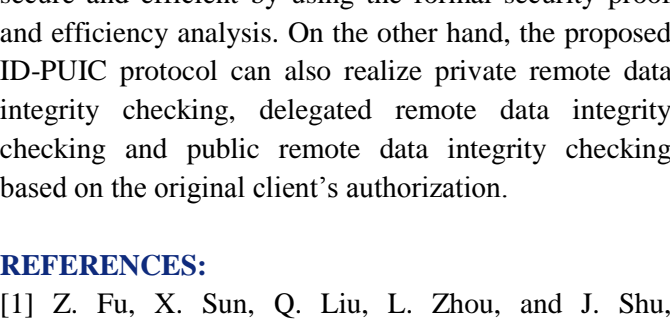 secure and efficient by using the formal security proof
and efficiency analysis. On the other hand, the proposed
ID-PUIC protocol can also realize private remote data
integrity checking, delegated remote data integrity
checking and public remote data integrity checking
based on the original client’s authorization.
REFERENCES:
[1] Z. Fu, X. Sun, Q. Liu, L. Zhou, and J. Shu,